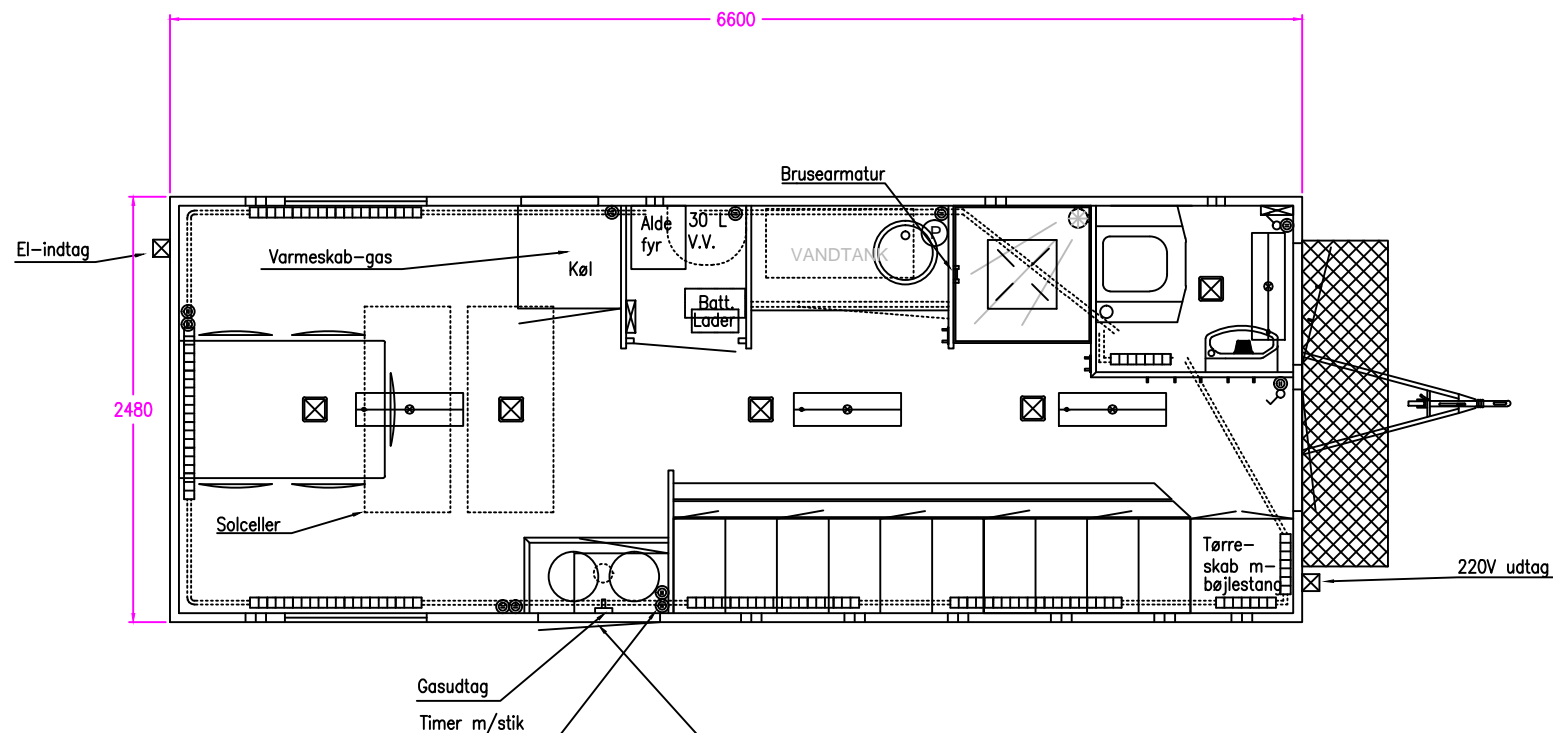 6600
Brusearmatur
El-indtag
Varmeskab-gas
Køl
Alde
fyr
30 L
V.V.
Batt.
Lader
VANDTANK
P
2480
Solceller
Tørre-
skab m-
bøjlestang
220V udtag
Gasudtag
Timer m/stik